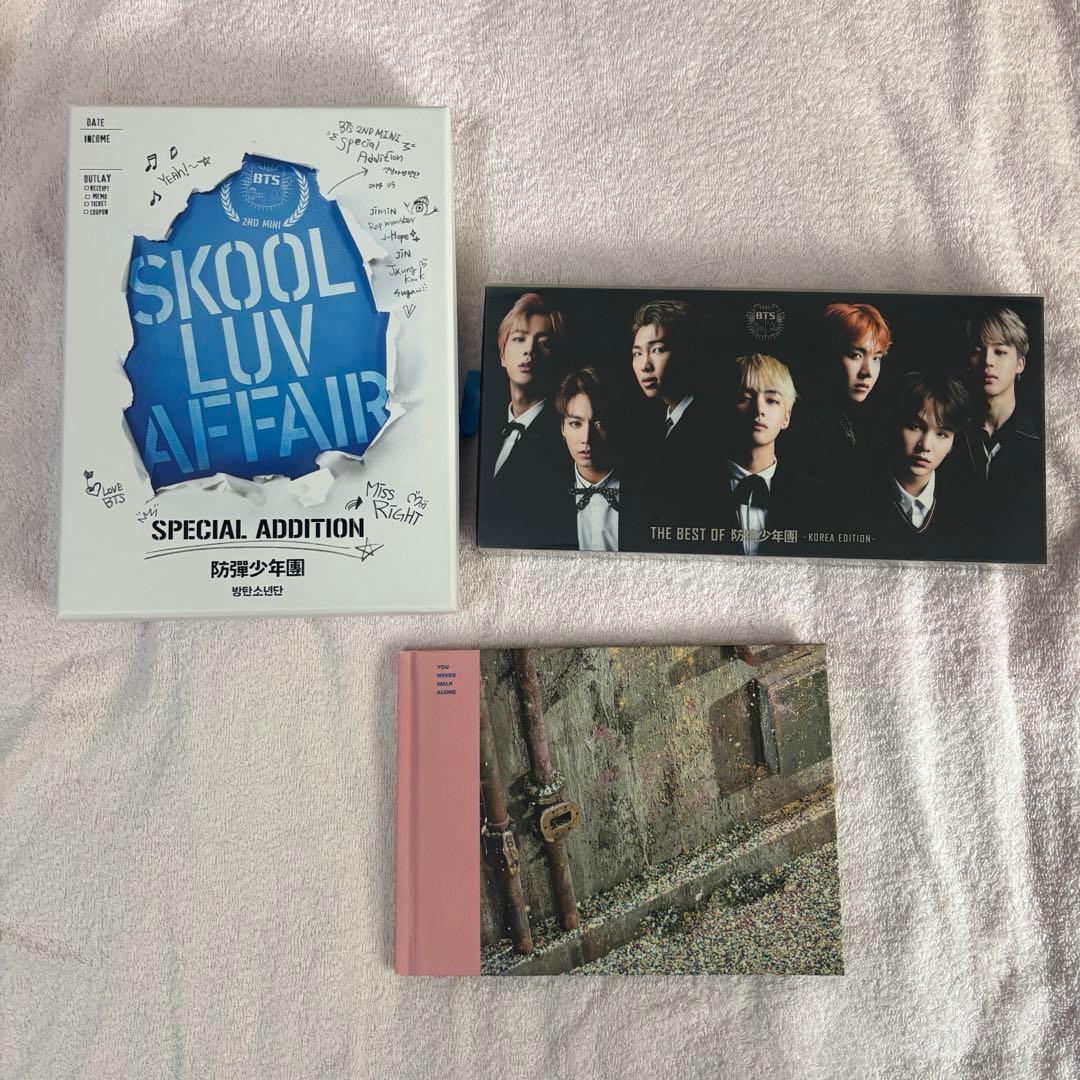 DATE
INCOME
OUTLAY
RECEIPT
MEMO
TICKET
COUPON
YEAH!~
BTS 2ND MINI
Special
Addition
2014.05
Jimin
Rap monster
J-Hope
JiN
Jung
Kook
Suga
BTS
2ND MINI
SKOOL
LUV
AFFAIR
LOVE
BTS
Miss
RiGHT
SPECIAL ADDITION
防彈少年團
방탄소년단
BTS
THE BEST OF 防彈少年團 -KOREA EDITION-
YOU
NEVER
WALK
ALONE